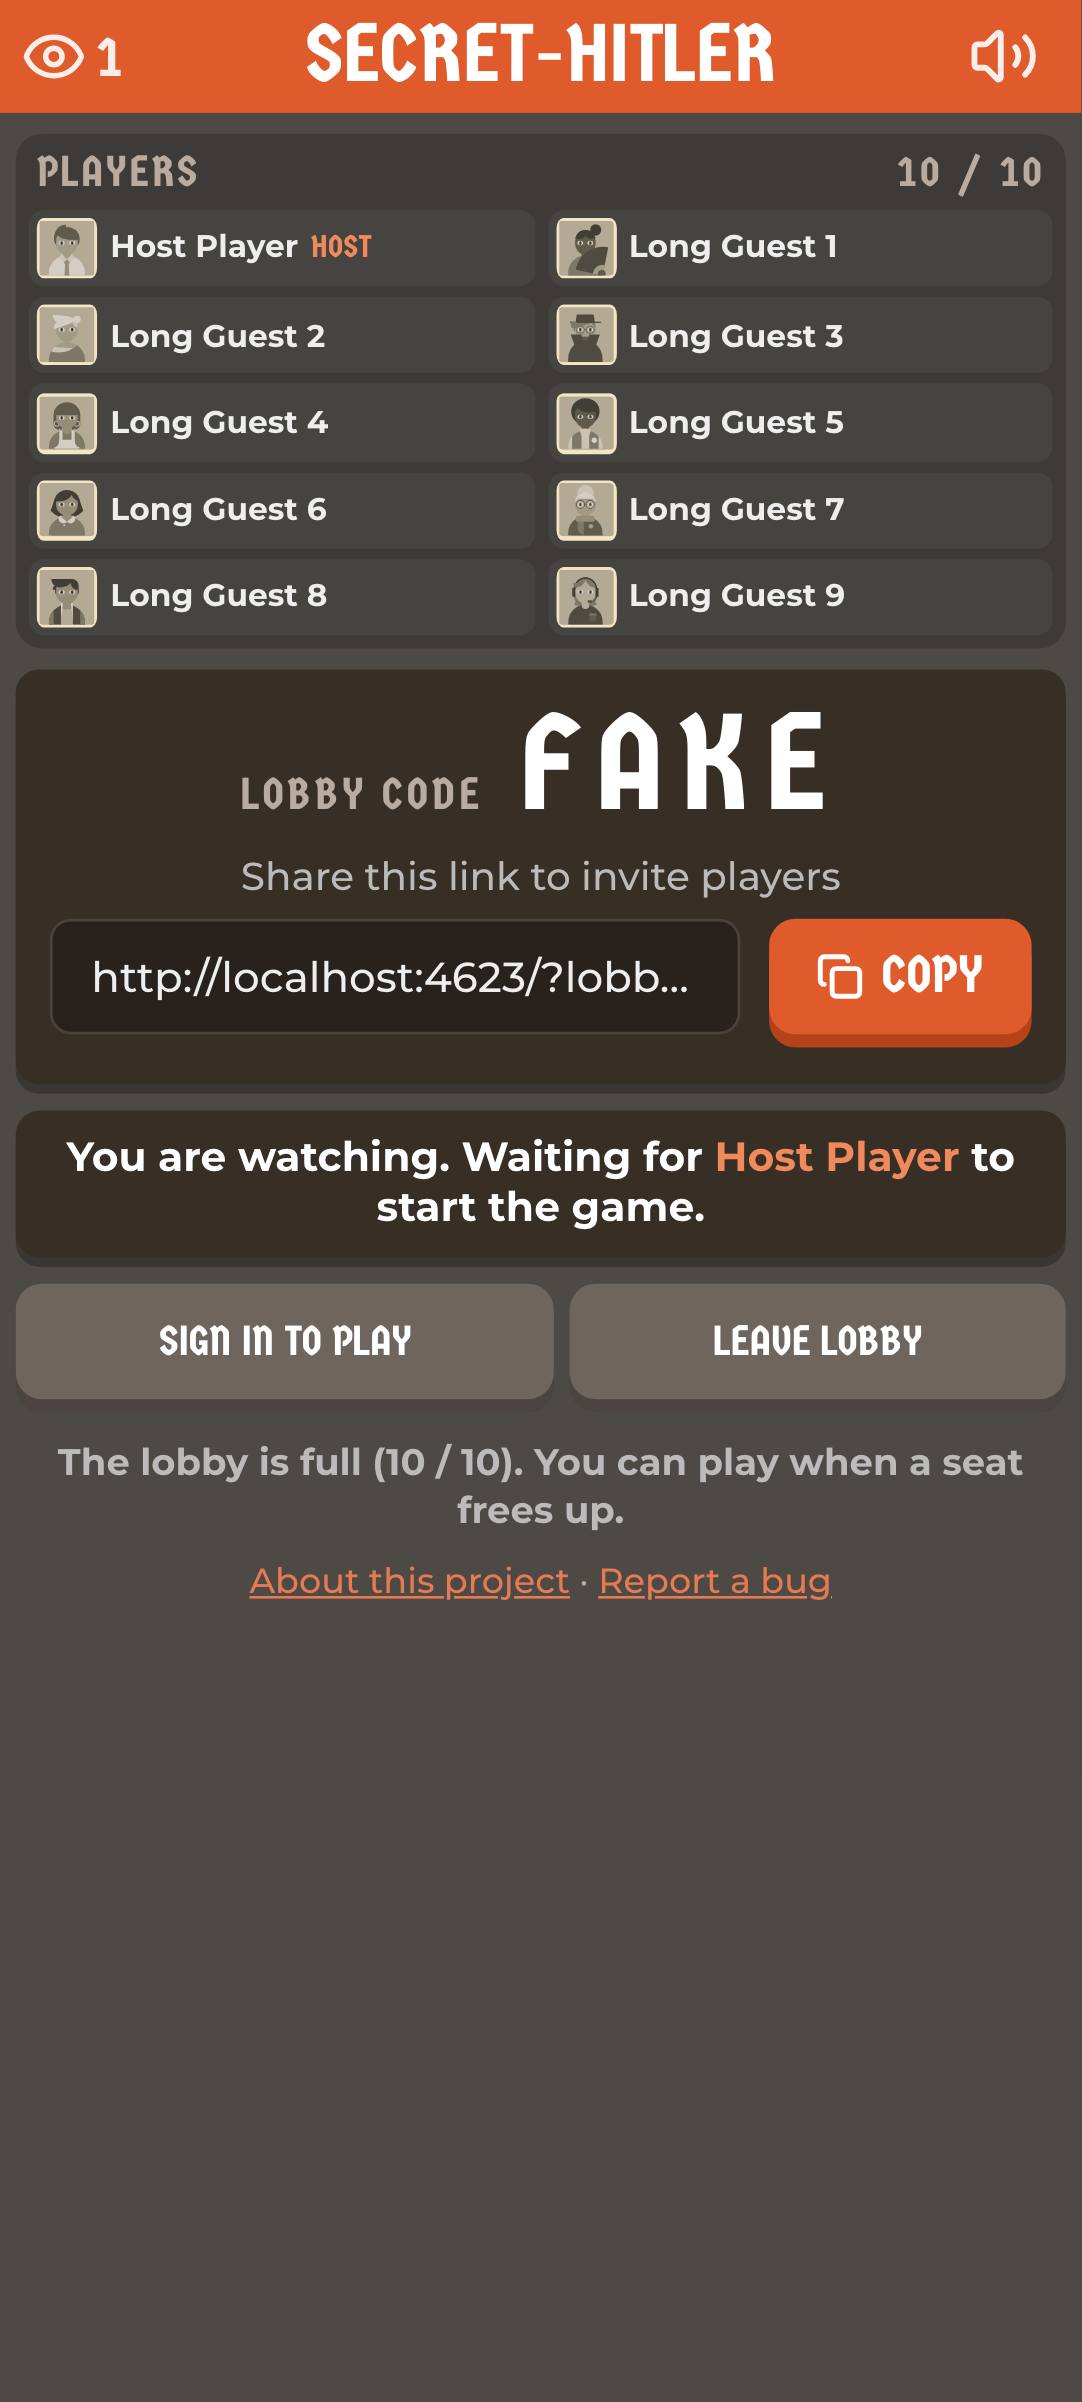 1 SECRET-HITLER
PLAYERS 10 / 10
Host Player HOST
Long Guest 1
Long Guest 2
Long Guest 3
Long Guest 4
Long Guest 5
Long Guest 6
Long Guest 7
Long Guest 8
Long Guest 9
LOBBY CODE FAKE
Share this link to invite players
http://localhost:4623/?lobb...
COPY
You are watching. Waiting for Host Player to
start the game.
SIGN IN TO PLAY
LEAVE LOBBY
The lobby is full (10 / 10). You can play when a seat
frees up.
About this project · Report a bug